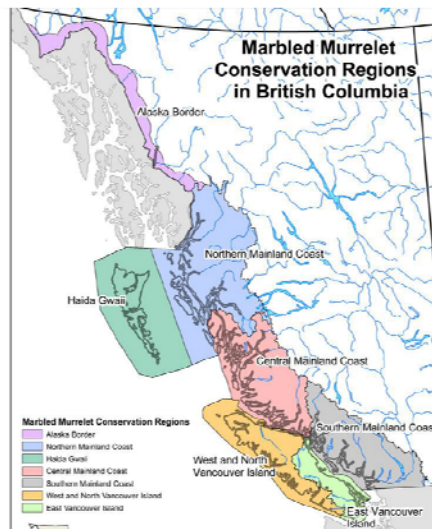 Marbled Murrelet
Conservation Regions
in British Columbia
Alaska Border
Northern Mainland Coast
Haida Gwaii
Central Mainland Coast
Southern Mainland Coast
West and North
Vancouver Island
East Vancouver
Island
Marbled Murrelet Conservation Regions
Alaska Border
Northern Mainland Coast
Haida Gwaii
Central Mainland Coast
Southern Mainland Coast
West and North Vancouver Island
East Vancouver Island